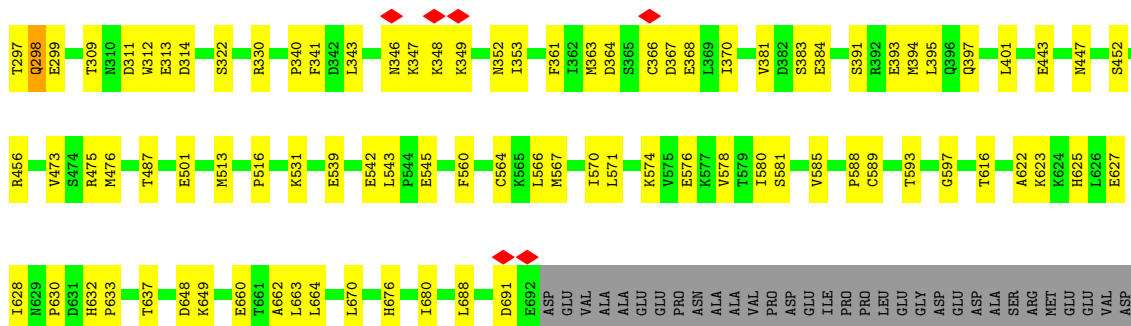 T297 Q298 E299 T309 N310 D311 W312 E313 D314 S322 R330 P340 F341 D342 L343 N346 K347 K348 K349 N352 I353 F361 I362 M363 D364 S365 C366 D367 E368 L369 I370 V381 D382 S383 E384 S391 R392 E393 M394 L395 Q396 Q397 L401 E443 N447 S452
R456 V473 S474 R475 M476 T487 E501 M513 P516 K531 E539 E542 L543 P544 E545 F560 C564 K565 L566 M567 I570 L571 K574 V575 E576 K577 V578 T579 I580 S581 V585 P588 C589 T593 G597 T616 A622 K623 K624 H625 L626 E627
I628 N629 P630 D631 H632 P633 T637 D648 K649 E660 T661 A662 L663 L664 L670 H676 I680 L688 D691 E692 ASP GLU VAL ALA ALA GLU GLU PRO ASN ALA ALA VAL PRO ASP GLU ILE PRO PRO LEU GLU GLY ASP GLU ASP ALA SER ARG MET GLU GLU VAL ASP